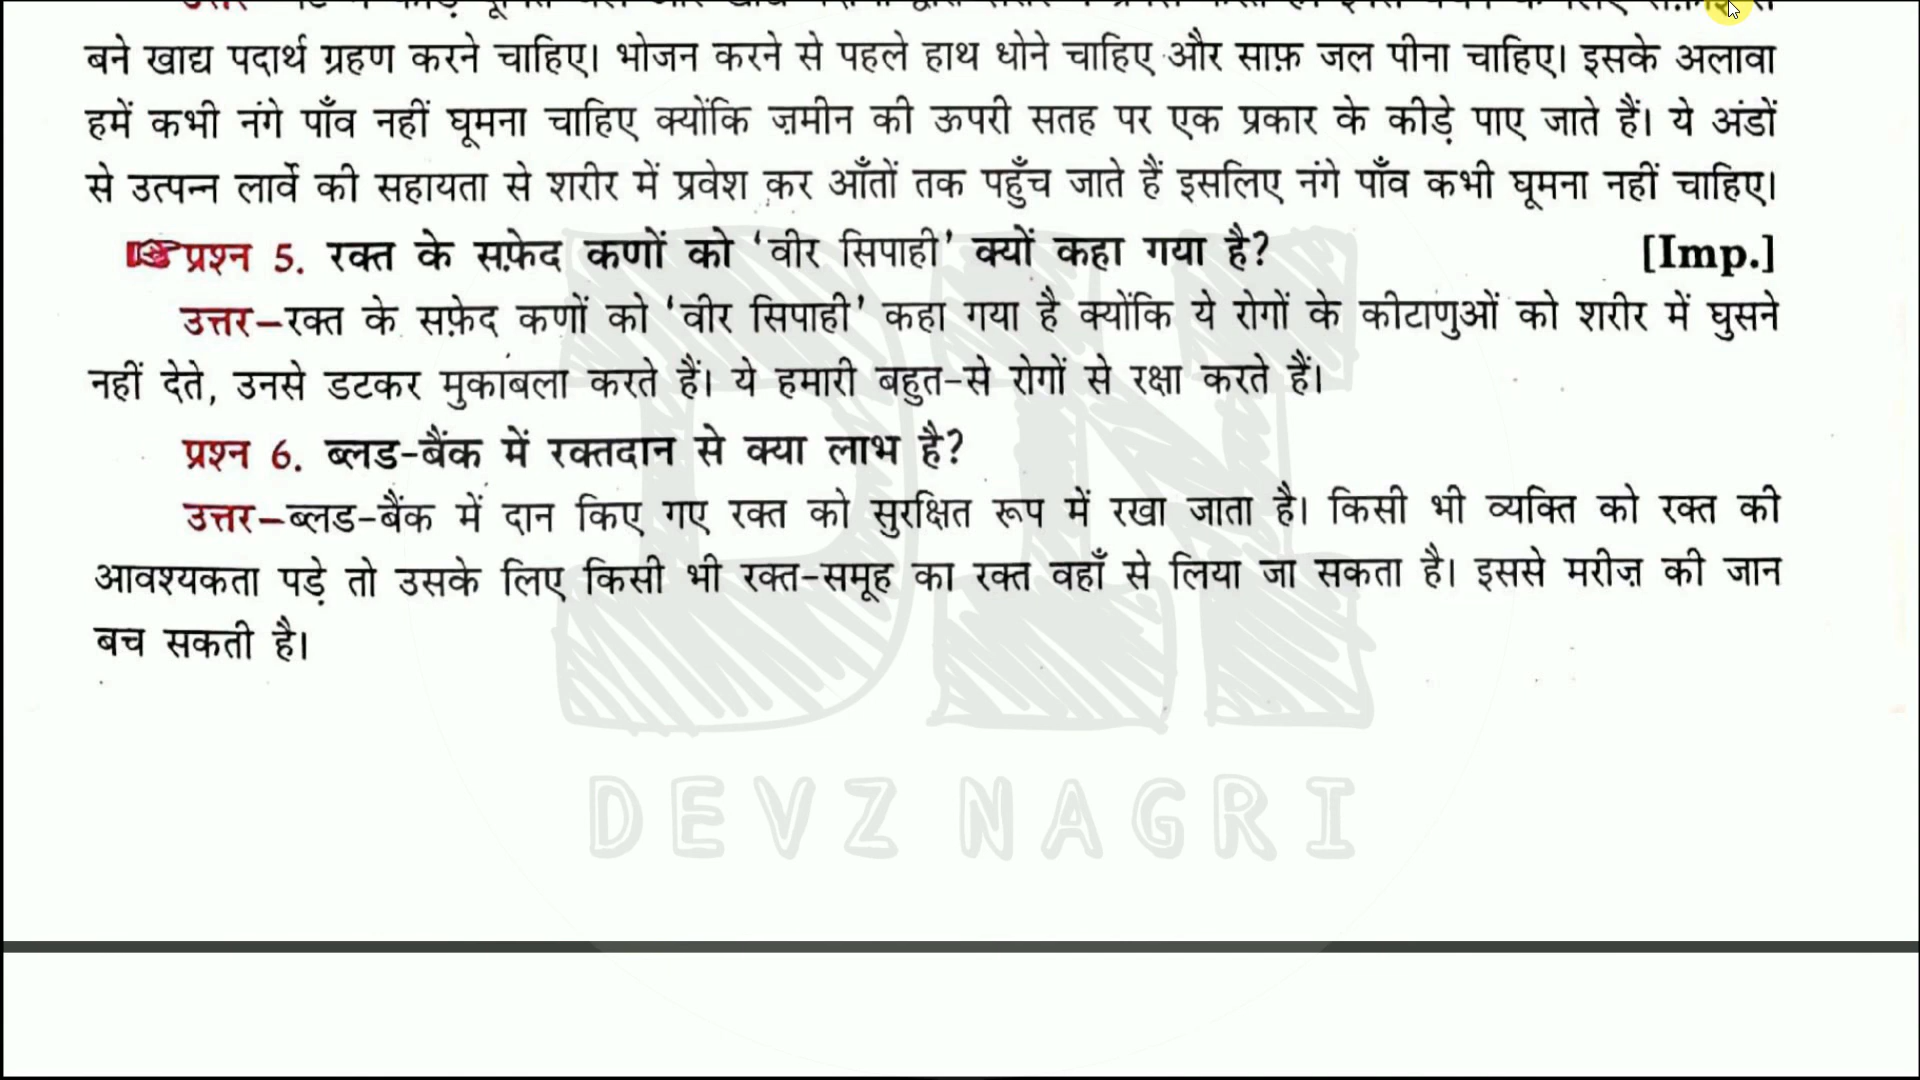 बने खाद्य पदार्थ ग्रहण करने चाहिए। भोजन करने से पहले हाथ धोने चाहिए और साफ़ जल पीना चाहिए। इसके अलावा
हमें कभी नंगे पाँव नहीं घूमना चाहिए क्योंकि ज़मीन की ऊपरी सतह पर एक प्रकार के कीड़े पाए जाते हैं। ये अंडों
से उत्पन्न लार्वे की सहायता से शरीर में प्रवेश कर आँतों तक पहुँच जाते हैं इसलिए नंगे पाँव कभी घूमना नहीं चाहिए।
प्रश्न 5. रक्त के सफ़ेद कणों को ‘वीर सिपाही’ क्यों कहा गया है? [Imp.]
उत्तर–रक्त के सफ़ेद कणों को ‘वीर सिपाही’ कहा गया है क्योंकि ये रोगों के कीटाणुओं को शरीर में घुसने
नहीं देते, उनसे डटकर मुकाबला करते हैं। ये हमारी बहुत-से रोगों से रक्षा करते हैं।
प्रश्न 6. ब्लड-बैंक में रक्तदान से क्या लाभ है?
उत्तर–ब्लड-बैंक में दान किए गए रक्त को सुरक्षित रूप में रखा जाता है। किसी भी व्यक्ति को रक्त की
आवश्यकता पड़े तो उसके लिए किसी भी रक्त-समूह का रक्त वहाँ से लिया जा सकता है। इससे मरीज़ की जान
बच सकती है।
DN
DEVZ NAGRI